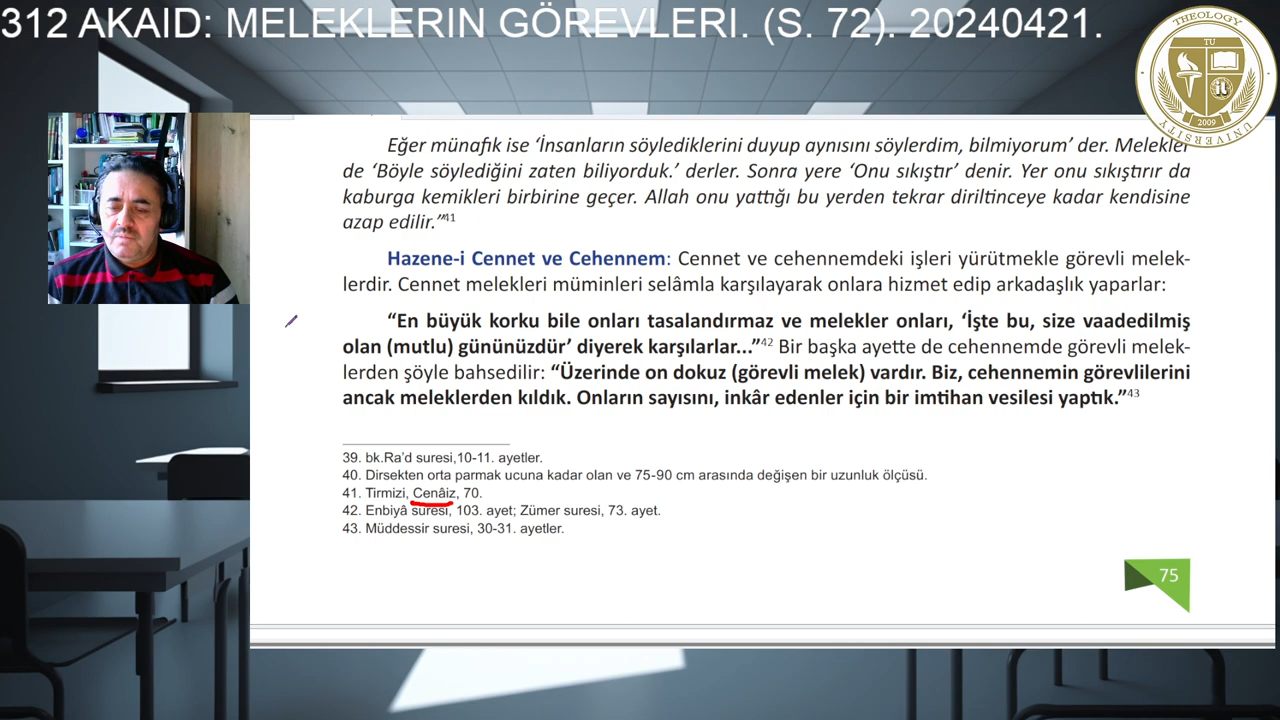 312 AKAID: MELEKLERIN GÖREVLERI. (S. 72). 20240421.
THEOLOGY
TU
2009
UNIVERSITY
Eğer münafık ise ‘İnsanların söylediklerini duyup aynısını söylerdim, bilmiyorum’ der. Melekler
de ‘Böyle söylediğini zaten biliyorduk.’ derler. Sonra yere ‘Onu sıkıştır’ denir. Yer onu sıkıştırır da
kaburga kemikleri birbirine geçer. Allah onu yattığı bu yerden tekrar diriltinceye kadar kendisine
azap edilir.”41
Hazene-i Cennet ve Cehennem: Cennet ve cehennemdeki işleri yürütmekle görevli melek-
lerdir. Cennet melekleri müminleri selâmla karşılayarak onlara hizmet edip arkadaşlık yaparlar:
“En büyük korku bile onları tasalandırmaz ve melekler onları, ‘İşte bu, size vaadedilmiş
olan (mutlu) gününüzdür’ diyerek karşılarlar...”42 Bir başka ayette de cehennemde görevli melek-
lerden şöyle bahsedilir: “Üzerinde on dokuz (görevli melek) vardır. Biz, cehennemin görevlilerini
ancak meleklerden kıldık. Onların sayısını, inkâr edenler için bir imtihan vesilesi yaptık.”43
39. bk.Ra’d suresi,10-11. ayetler.
40. Dirsekten orta parmak ucuna kadar olan ve 75-90 cm arasında değişen bir uzunluk ölçüsü.
41. Tirmizi, Cenâiz, 70.
42. Enbiyâ suresi, 103. ayet; Zümer suresi, 73. ayet.
43. Müddessir suresi, 30-31. ayetler.
75